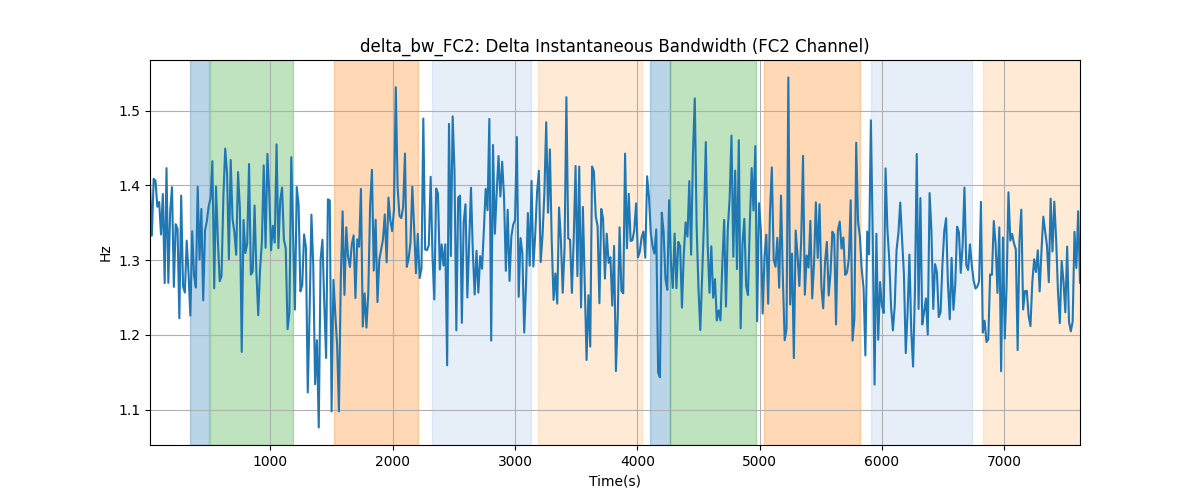 delta_bw_FC2: Delta Instantaneous Bandwidth (FC2 Channel)
1.5
1.4
1.3
1.2
1.1
Hz
1000 2000 3000 4000 5000 6000 7000
Time(s)